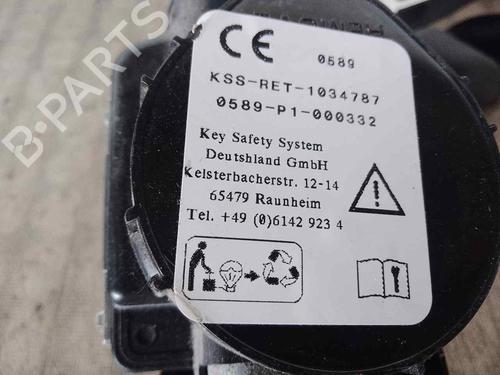 CE 0589
KSS-RET-1034787
0589-P1-000332
Key Safety System
Deutshland GmbH
Kelsterbacherstr. 12-14
65479 Raunheim
Tel. +49 (0)6142 923 4